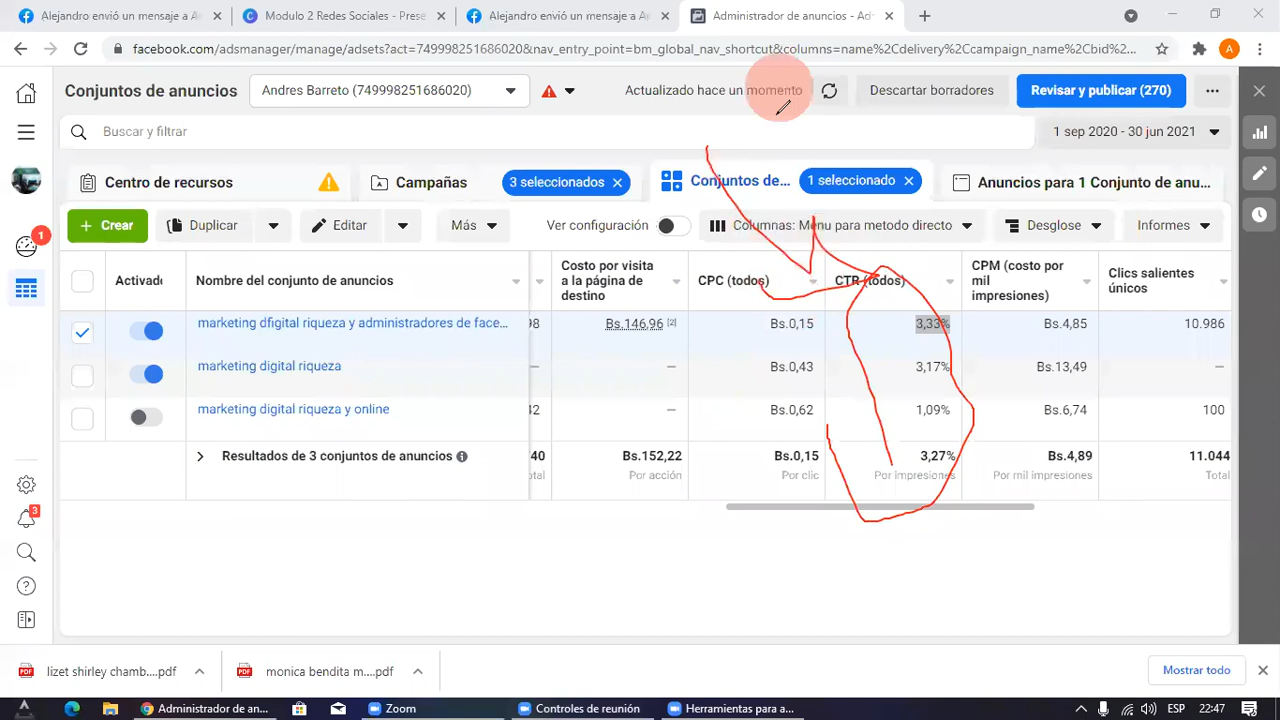 Alejandro envió un mensaje a A
Modulo 2 Redes Sociales - Prese
Alejandro envió un mensaje a A
Administrador de anuncios - Ad
facebook.com/adsmanager/manage/adsets?act=749998251686020&nav_entry_point=bm_global_nav_shortcut&columns=name%2Cdelivery%2Ccampaign_name%2Cbid%2C...
A
Conjuntos de anuncios
Andres Barreto (749998251686020)
Actualizado hace un momento
Descartar borradores
Revisar y publicar (270)
Buscar y filtrar
1 sep 2020 - 30 jun 2021
Centro de recursos
Campañas
3 seleccionados
Conjuntos de...
1 seleccionado
Anuncios para 1 Conjunto de anu...
+ Crear
Duplicar
Editar
Más
Ver configuración
Columnas: Menu para metodo directo
Desglose
Informes
1
Activado
Nombre del conjunto de anuncios
Costo por visita a la página de destino
CPC (todos)
CTR (todos)
CPM (costo por mil impresiones)
Clics salientes únicos
marketing dfigital riqueza y administradores de face... 98 Bs.146,96 [2] Bs.0,15 3,33% Bs.4,85 10.986
marketing digital riqueza — — Bs.0,43 3,17% Bs.13,49 —
marketing digital riqueza y online 42 — Bs.0,62 1,09% Bs.6,74 100
Resultados de 3 conjuntos de anuncios 740 Bs.152,22 Bs.0,15 3,27% Bs.4,89 11.044
otal Por acción Por clic Por impresiones Por mil impresiones Total
3
lizet shirley chamb....pdf
monica bendita m....pdf
Mostrar todo
Administrador de an...
Zoom
Controles de reunión
Herramientas para a...
ESP
22:47